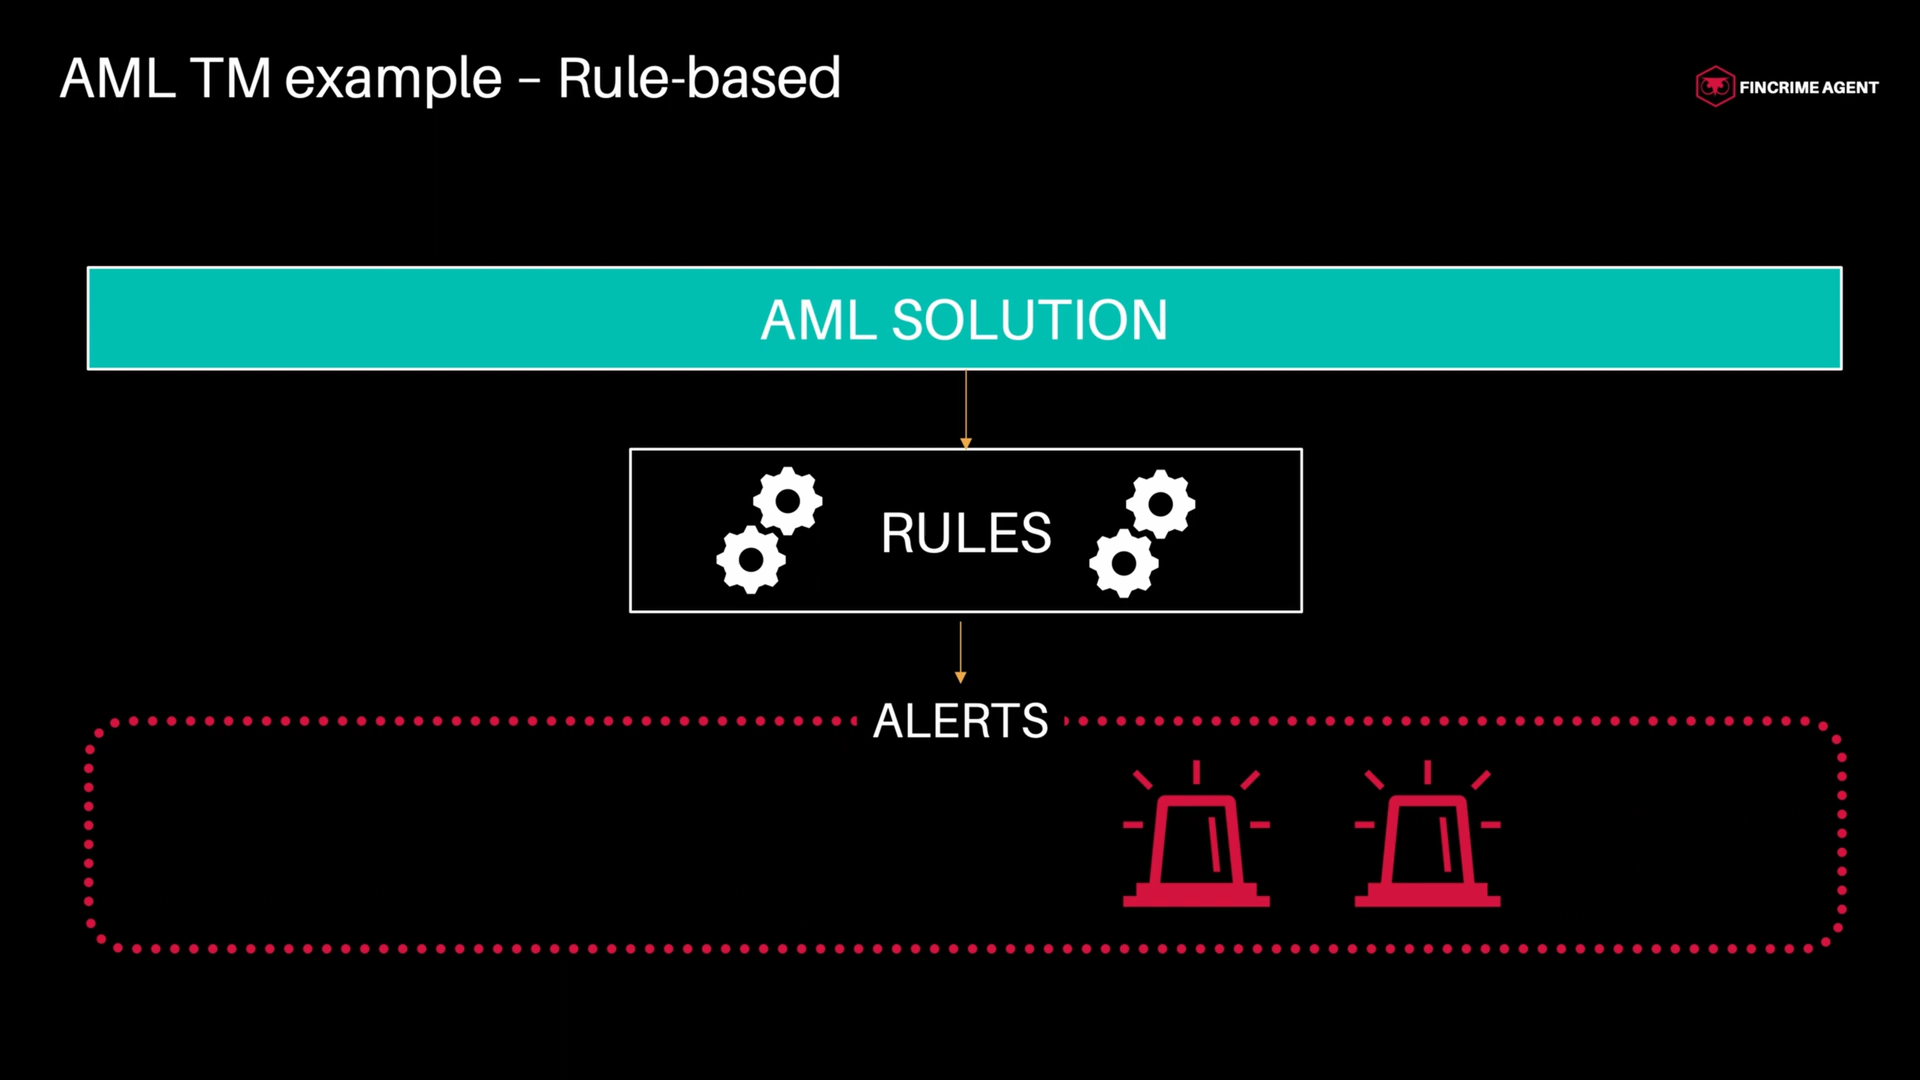 AML TM example – Rule-based
FINCRIME AGENT
AML SOLUTION
RULES
ALERTS